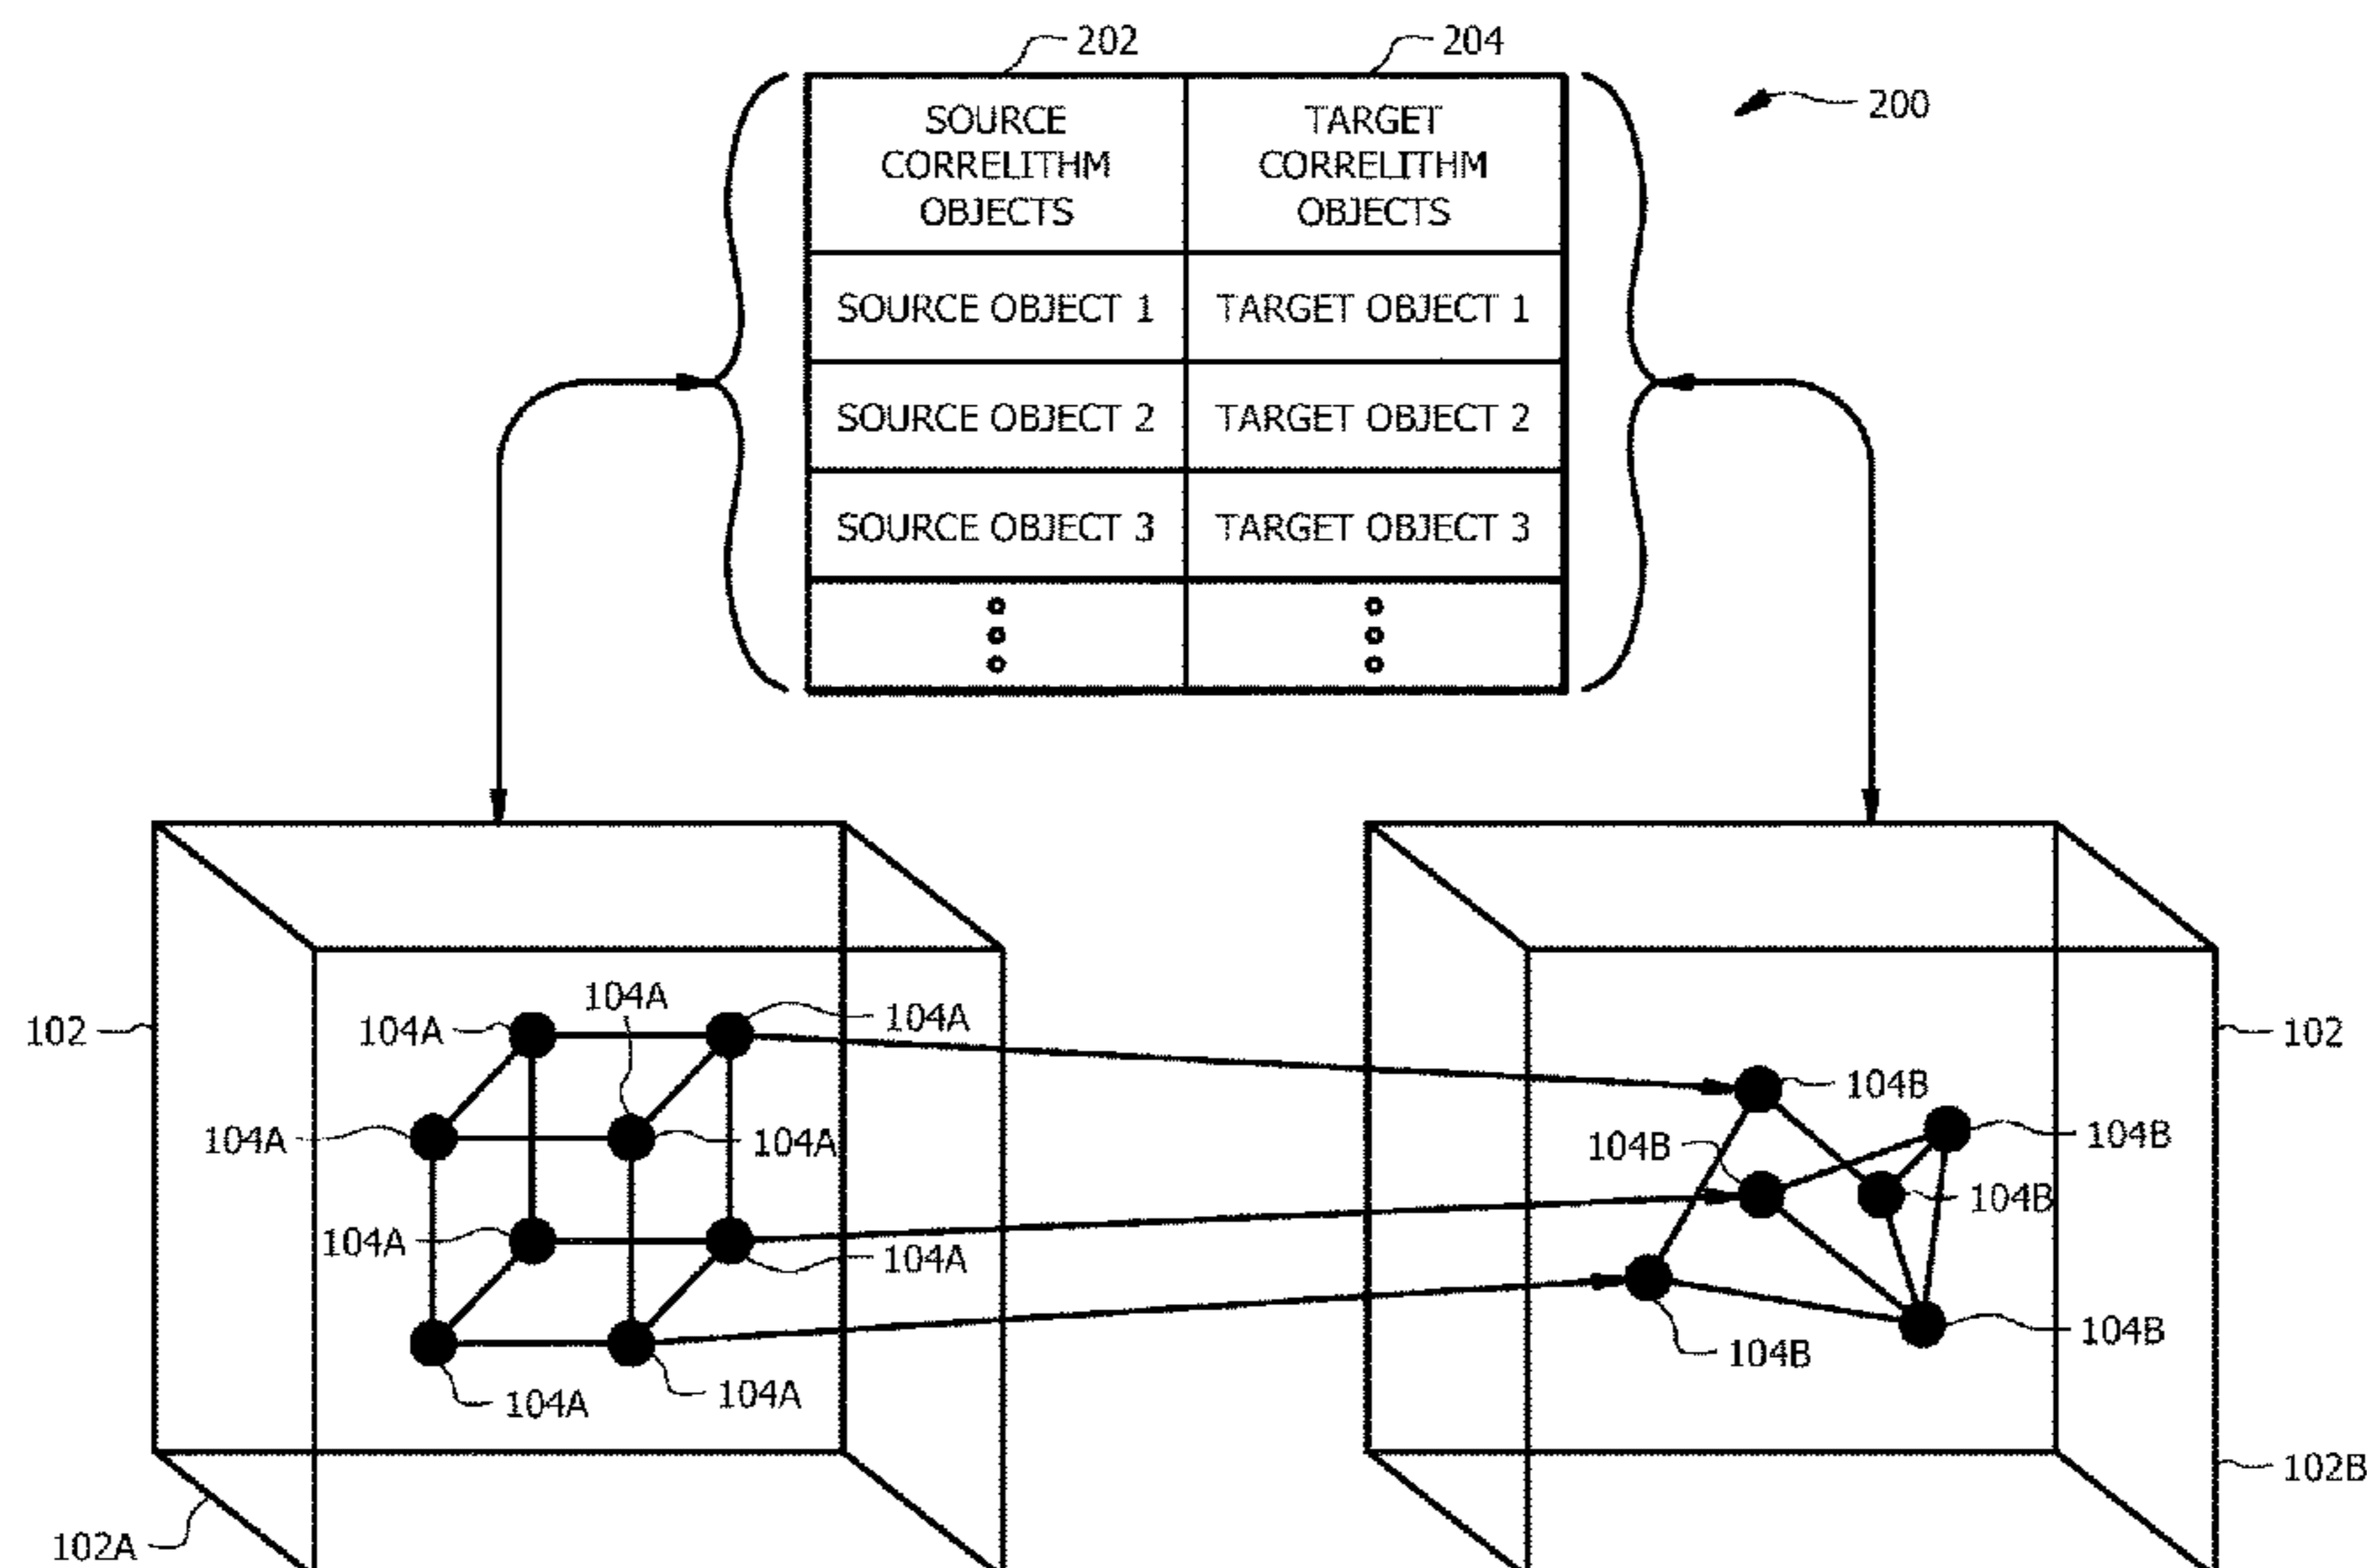 202
204
200
SOURCE
CORRELITHM
OBJECTS
TARGET
CORRELITHM
OBJECTS
SOURCE OBJECT 1
TARGET OBJECT 1
SOURCE OBJECT 2
TARGET OBJECT 2
SOURCE OBJECT 3
TARGET OBJECT 3
102
104A
104A
104A
104A
104A
104A
104A
104A
104A
102A
102
104B
104B
104B
104B
104B
104B
102B